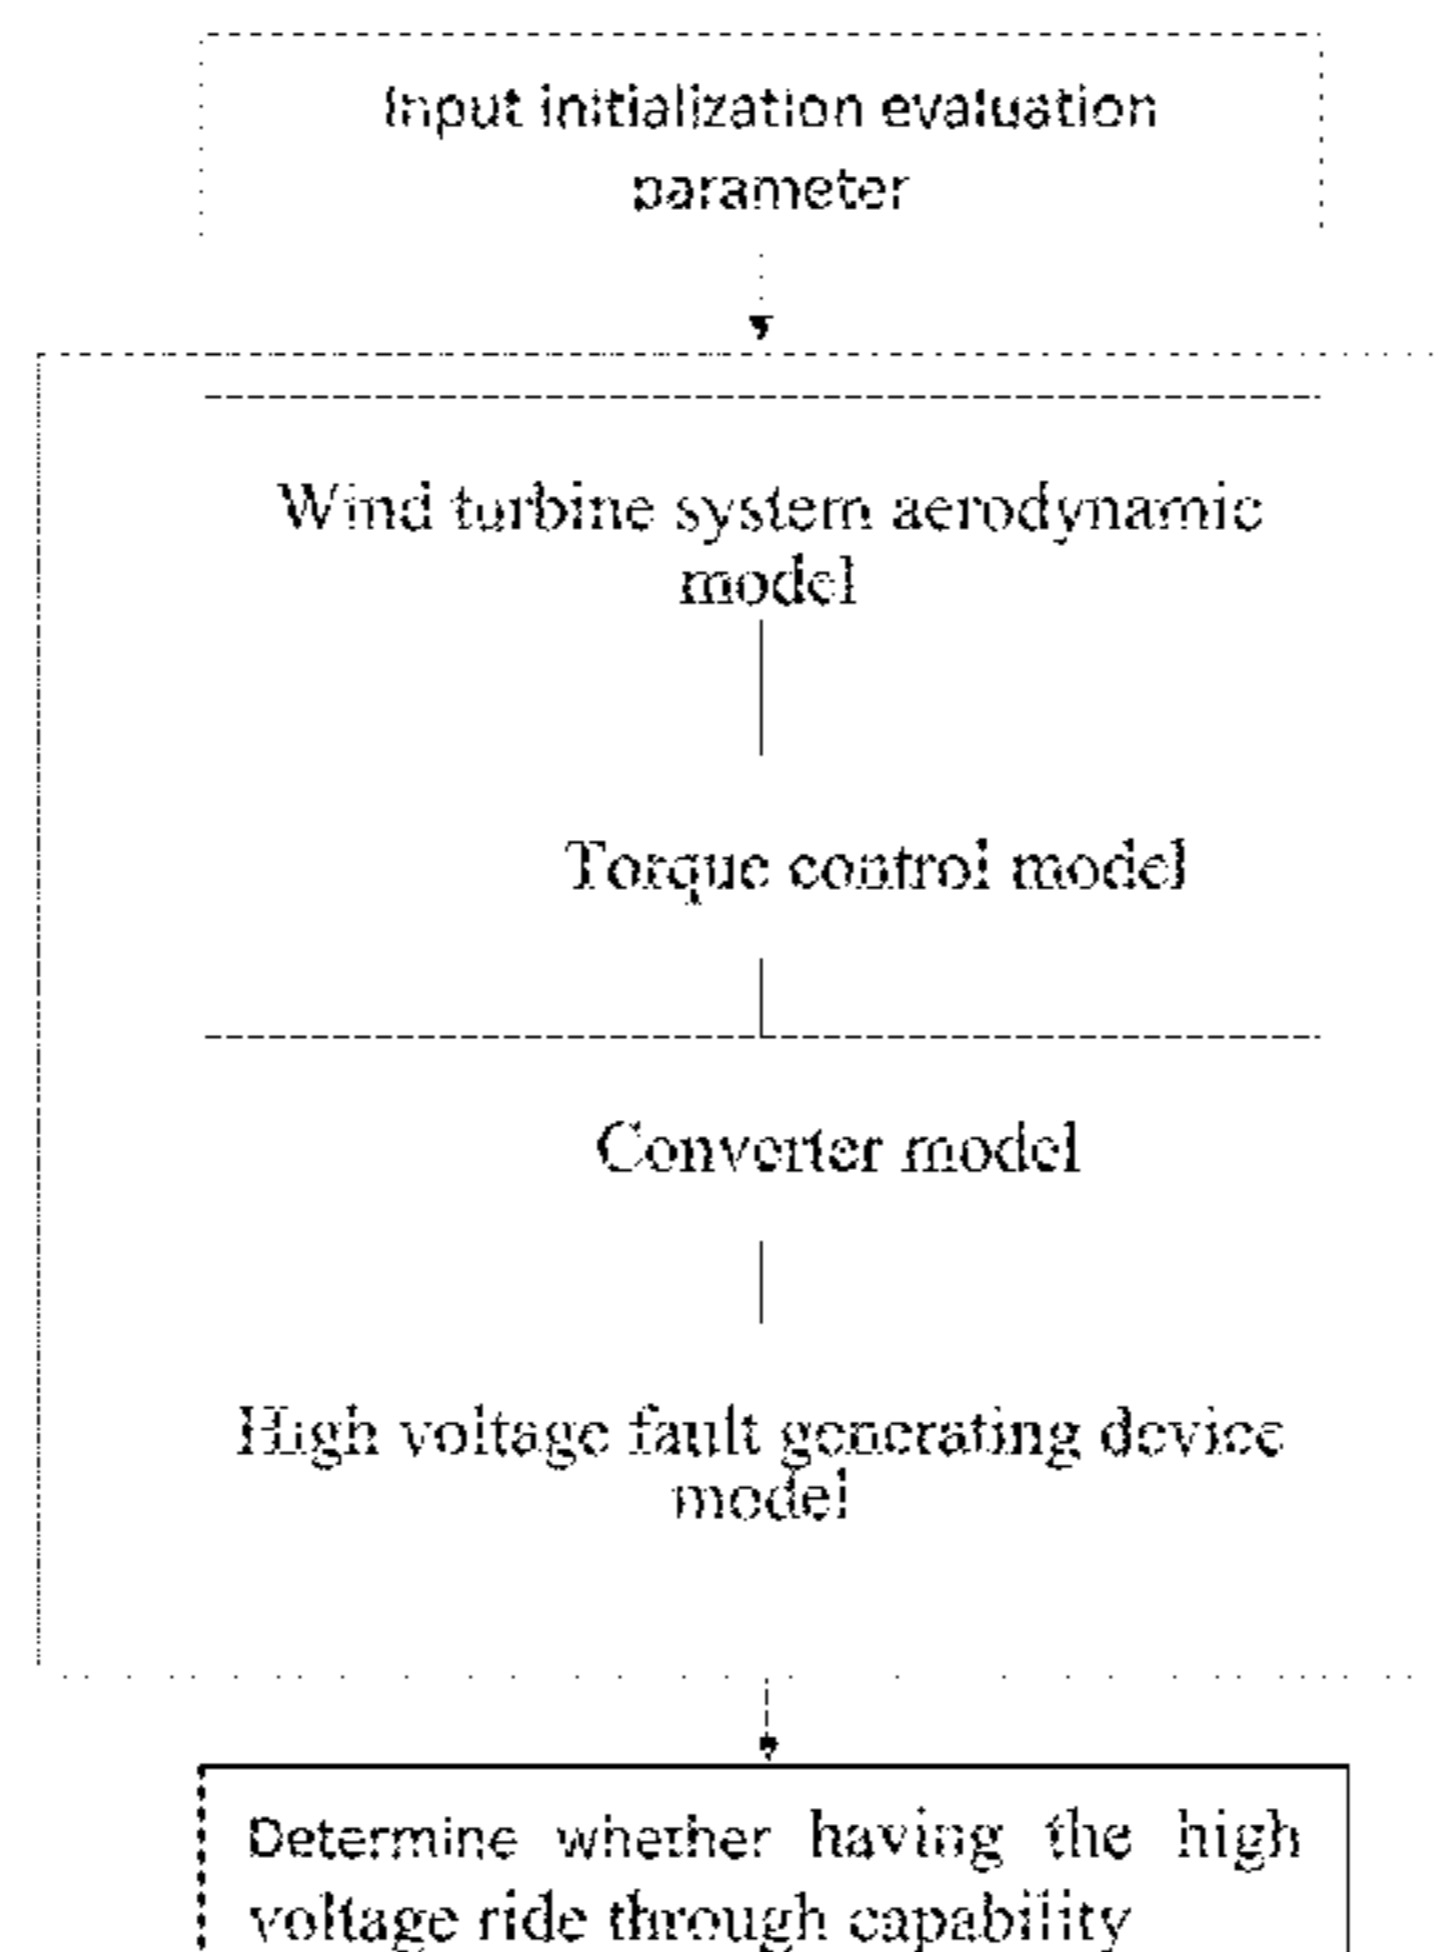 Input initialization evaluation
parameter
Wind turbine system aerodynamic
model
Torque control model
Converter model
High voltage fault generating device
model
Determine whether having the high
voltage ride through capability